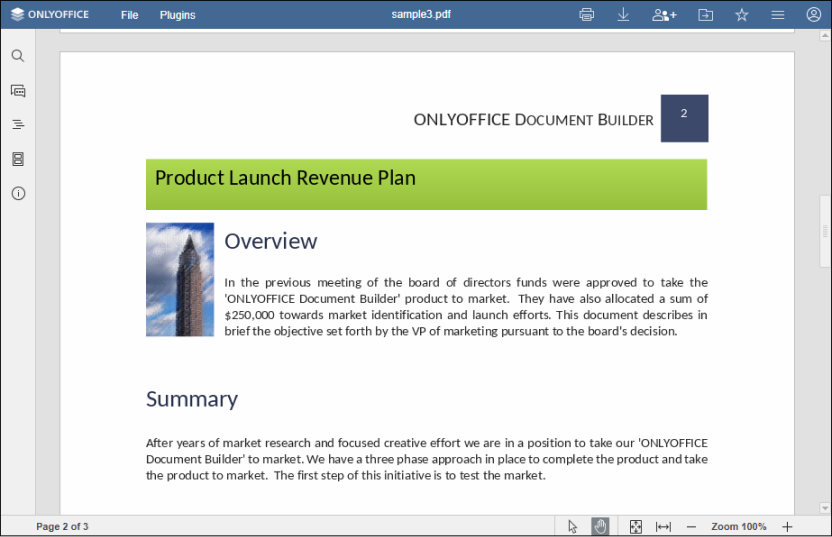 ONLYOFFICE File Plugins sample3.pdf
ONLYOFFICE DOCUMENT BUILDER 2
Product Launch Revenue Plan
Overview
In the previous meeting of the board of directors funds were approved to take the
'ONLYOFFICE Document Builder' product to market. They have also allocated a sum of
$250,000 towards market identification and launch efforts. This document describes in
brief the objective set forth by the VP of marketing pursuant to the board's decision.
Summary
After years of market research and focused creative effort we are in a position to take our 'ONLYOFFICE
Document Builder' to market. We have a three phase approach in place to complete the product and take
the product to market. The first step of this initiative is to test the market.
Page 2 of 3 Zoom 100%